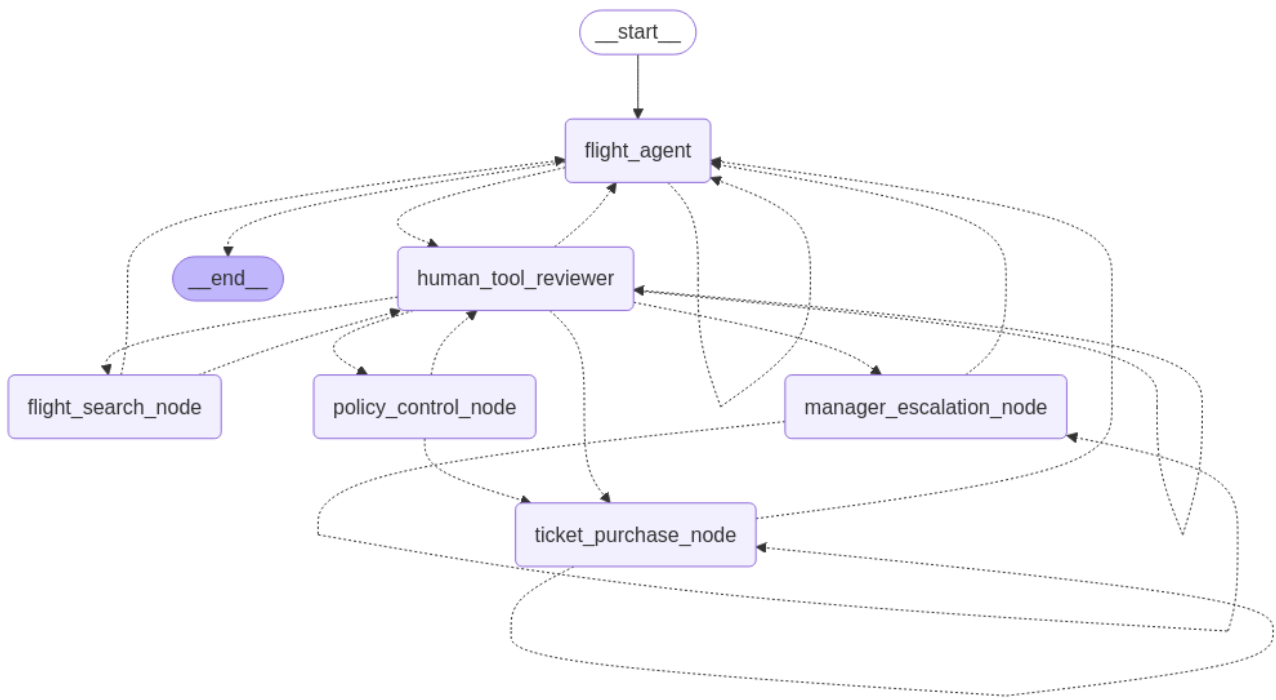 __start__
flight_agent
__end__
human_tool_reviewer
flight_search_node
policy_control_node
manager_escalation_node
ticket_purchase_node